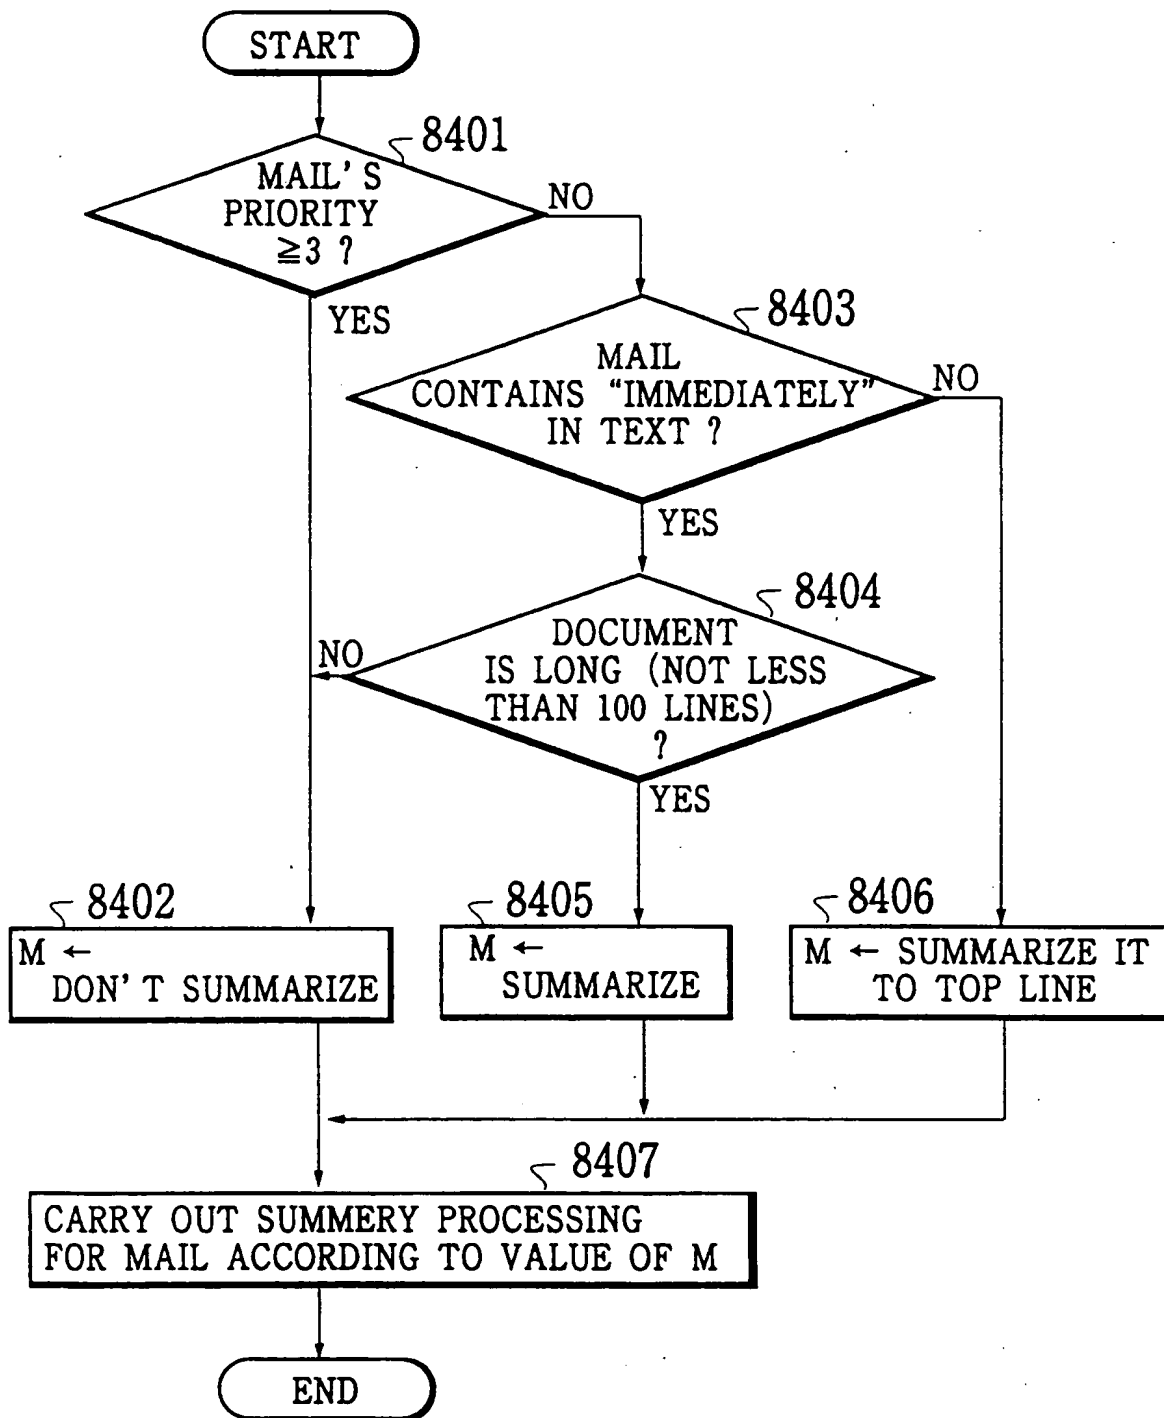 START
8401
MAIL'S
PRIORITY
≧3 ?
NO
YES
8403
MAIL
CONTAINS “IMMEDIATELY”
IN TEXT ?
NO
YES
8404
DOCUMENT
IS LONG (NOT LESS
THAN 100 LINES)
?
NO
YES
8402
M ←
DON'T SUMMARIZE
8405
M ←
SUMMARIZE
8406
M ← SUMMARIZE IT
TO TOP LINE
8407
CARRY OUT SUMMERY PROCESSING
FOR MAIL ACCORDING TO VALUE OF M
END